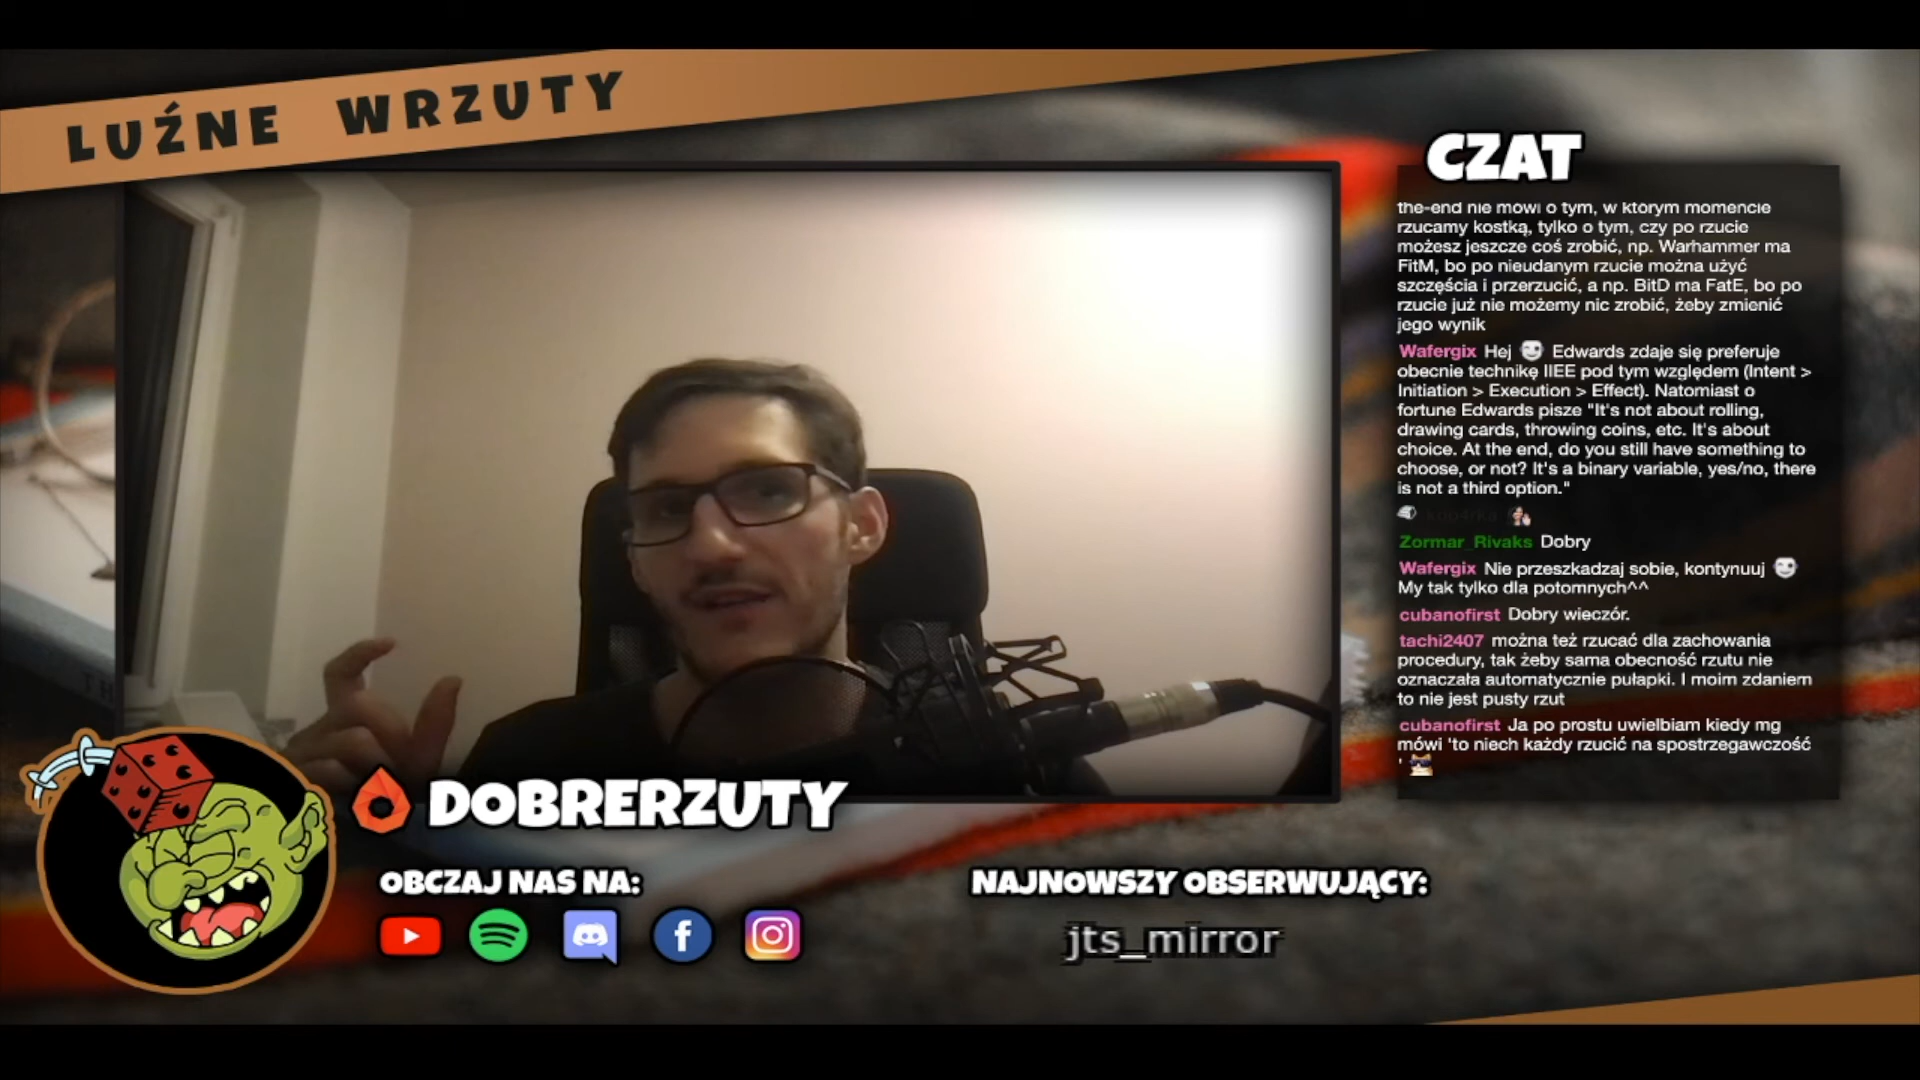 LUŹNE WRZUTY
CZAT
the-end nie mówi o tym, w którym momencie
rzucamy kostką, tylko o tym, czy po rzucie
możesz jeszcze coś zrobić, np. Warhammer ma
FitM, bo po nieudanym rzucie można użyć
szczęścia i przerzucić, a np. BitD ma FatE, bo po
rzucie już nie możemy nic zrobić, żeby zmienić
jego wynik
Wafergix Hej Edwards zdaje się preferuje
obecnie technikę IIEE pod tym względem (Intent >
Initiation > Execution > Effect). Natomiast o
fortune Edwards pisze "It's not about rolling,
drawing cards, throwing coins, etc. It's about
choice. At the end, do you still have something to
choose, or not? It's a binary variable, yes/no, there
is not a third option."
Zormar_Rivaks Dobry
Wafergix Nie przeszkadzaj sobie, kontynuuj
My tak tylko dla potomnych^^
cubanofirst Dobry wieczór.
tachi2407 można też rzucać dla zachowania
procedury, tak żeby sama obecność rzutu nie
oznaczała automatycznie pułapki. I moim zdaniem
to nie jest pusty rzut
cubanofirst Ja po prostu uwielbiam kiedy mg
mówi 'to niech każdy rzucić na spostrzegawczość
'
DOBRERZUTY
OBCZAJ NAS NA:
NAJNOWSZY OBSERWUJĄCY:
jts_mirror